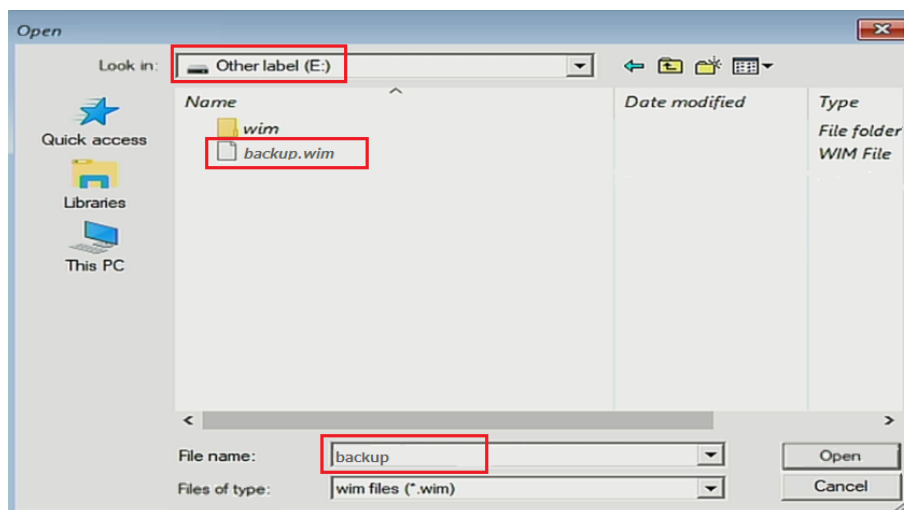 Open
Look in:
Other label (E:)
Name
Date modified
Type
wim
File folder
backup.wim
WIM File
Quick access
Libraries
This PC
File name:
backup
Open
Files of type:
wim files (*.wim)
Cancel